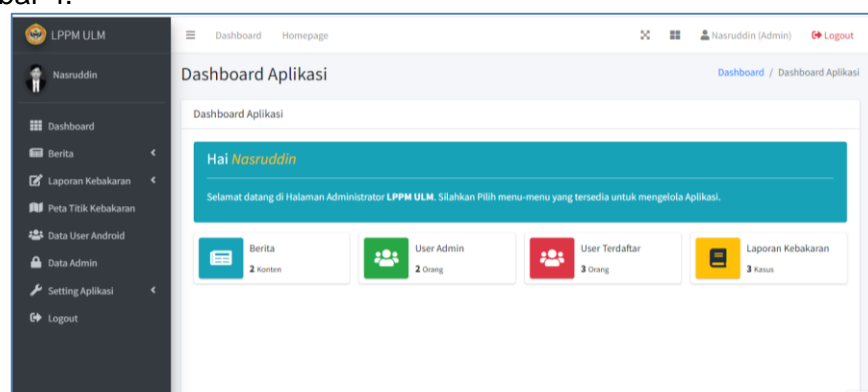 LPPM ULM
Dashboard Homepage
Nasruddin (Admin) Logout
Nasruddin
Dashboard Aplikasi
Dashboard / Dashboard Aplikasi
Dashboard Aplikasi
Dashboard
Berita
Laporan Kebakaran
Peta Titik Kebakaran
Data User Android
Data Admin
Setting Aplikasi
Logout
Hai Nasruddin
Selamat datang di Halaman Administrator LPPM ULM. Silahkan Pilih menu-menu yang tersedia untuk mengelola Aplikasi.
Berita
2 Konten
User Admin
2 Orang
User Terdaftar
3 Orang
Laporan Kebakaran
3 Kasus